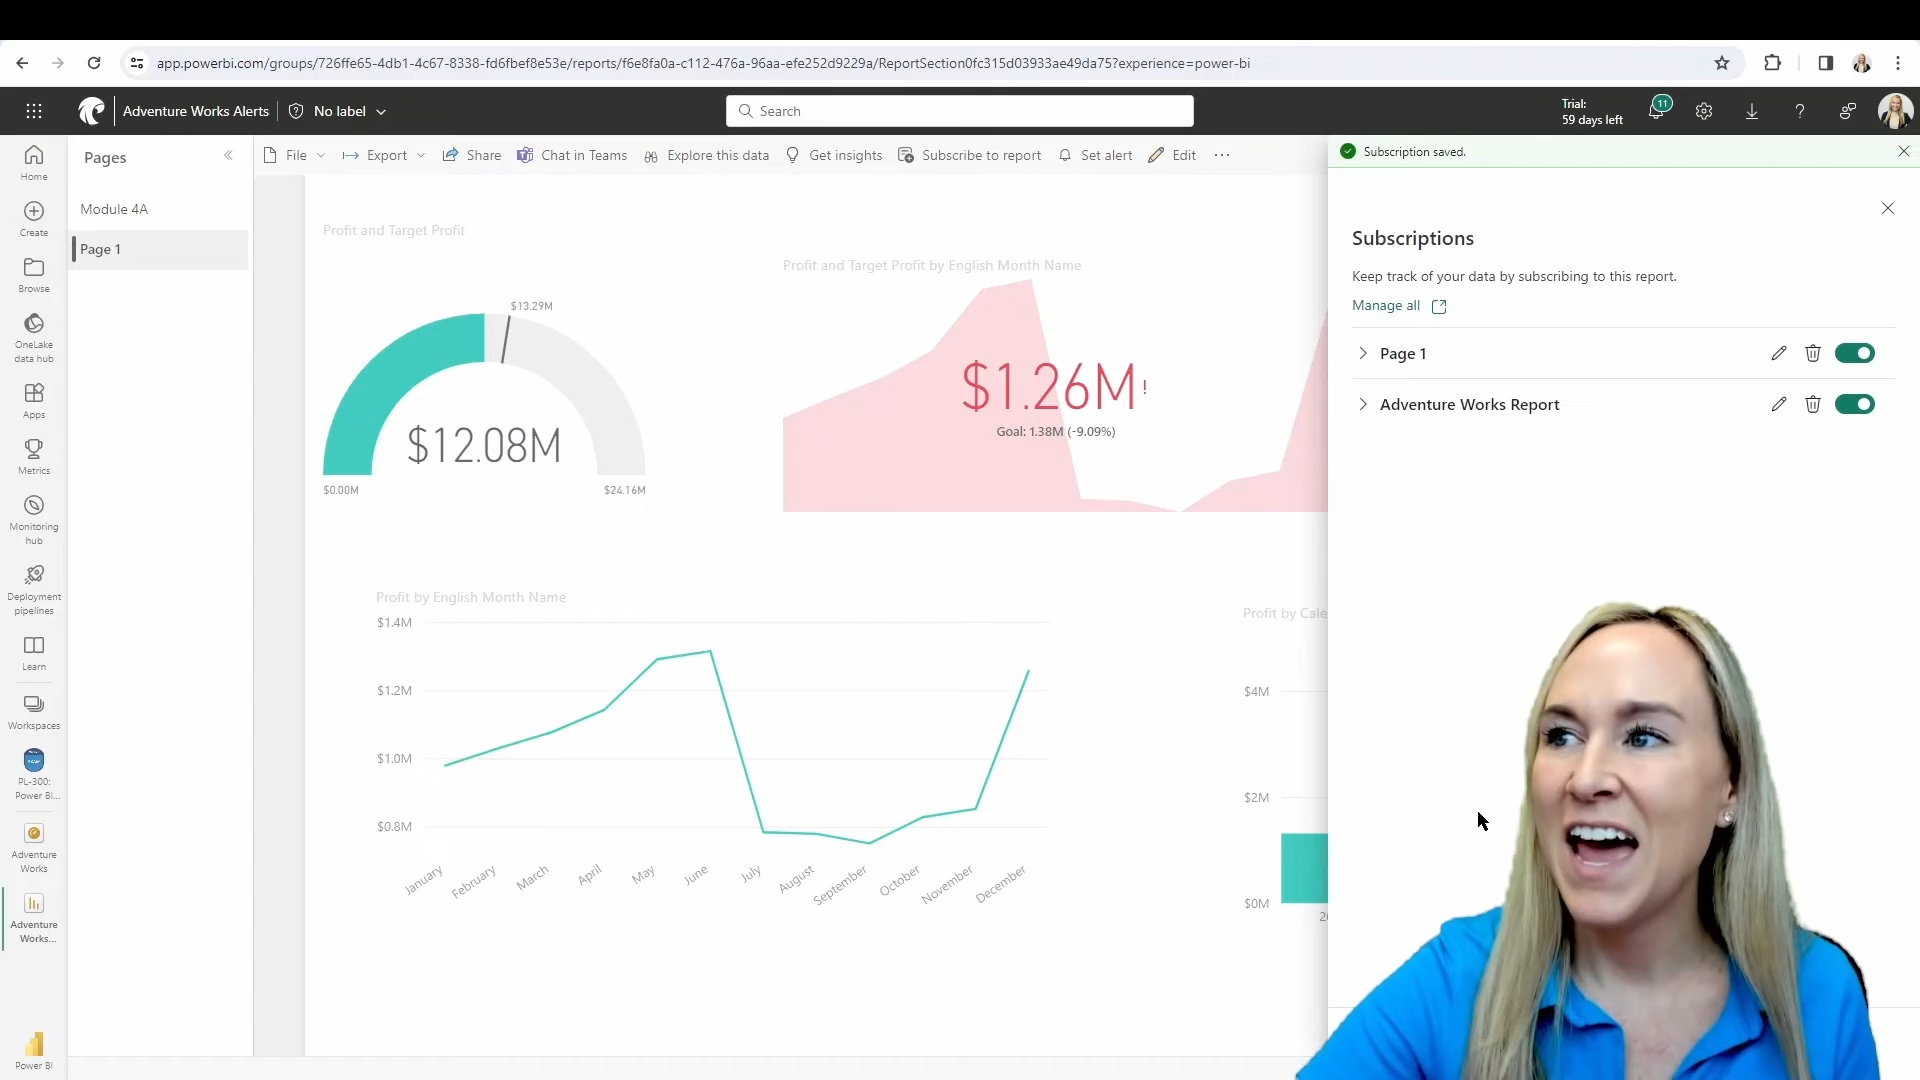 app.powerbi.com/groups/726ffe65-4db1-4c67-8338-fd6fbef8e53e/reports/f6e8fa0a-c112-476a-96aa-efe252d9229a/ReportSection0fc315d03933ae49da75?experience=power-bi
Adventure Works Alerts
No label
Search
Trial:
59 days left
11
Home
Create
Browse
OneLake
data hub
Apps
Metrics
Monitoring
hub
Deployment
pipelines
Learn
Workspaces
PL-300:
Power BI...
Adventure
Works
Adventure
Works...
Power BI
Pages
Module 4A
Page 1
File
Export
Share
Chat in Teams
Explore this data
Get insights
Subscribe to report
Set alert
Edit
Profit and Target Profit
$13.29M
$12.08M
$0.00M
$24.16M
Profit and Target Profit by English Month Name
$1.26M!
Goal: 1.38M (-9.09%)
Profit by English Month Name
$1.4M
$1.2M
$1.0M
$0.8M
January
February
March
April
May
June
July
August
September
October
November
December
Profit by Cale
$4M
$2M
$0M
20
Subscription saved.
Subscriptions
Keep track of your data by subscribing to this report.
Manage all
Page 1
Adventure Works Report